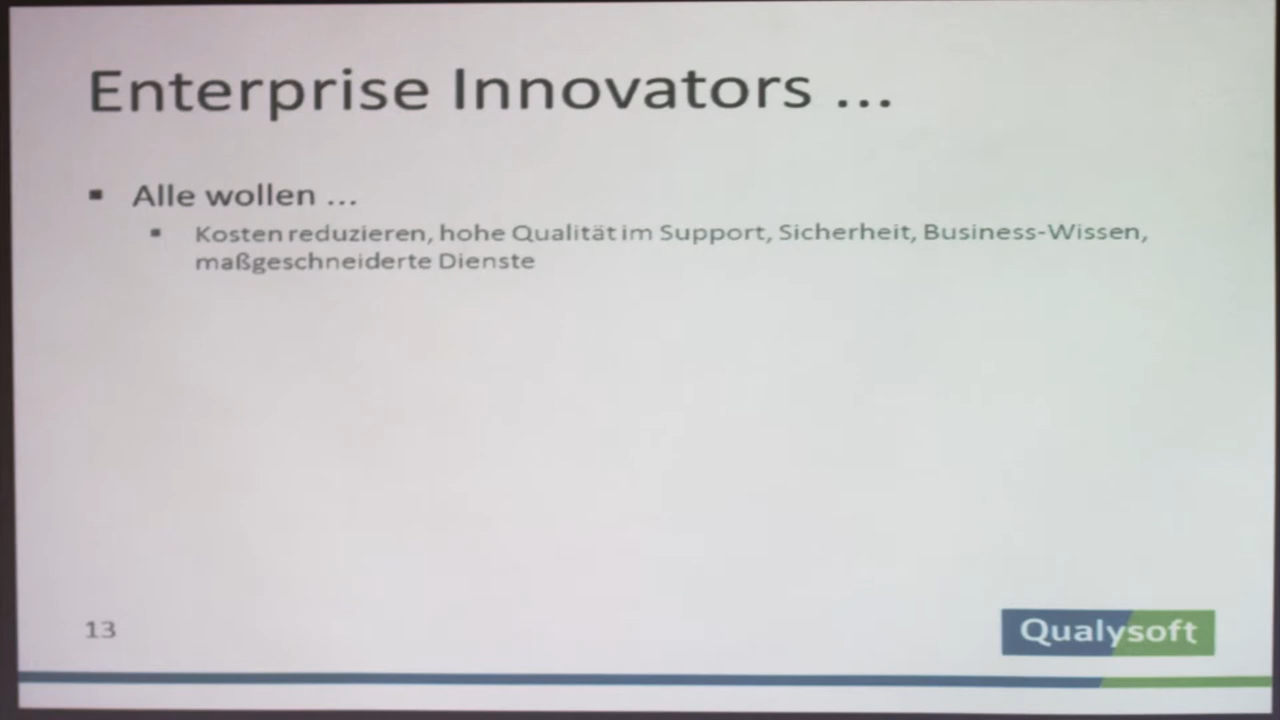 Enterprise Innovators ...
▪ Alle wollen ...
▪ Kosten reduzieren, hohe Qualität im Support, Sicherheit, Business-Wissen,
maßgeschneiderte Dienste
13
Qualysoft